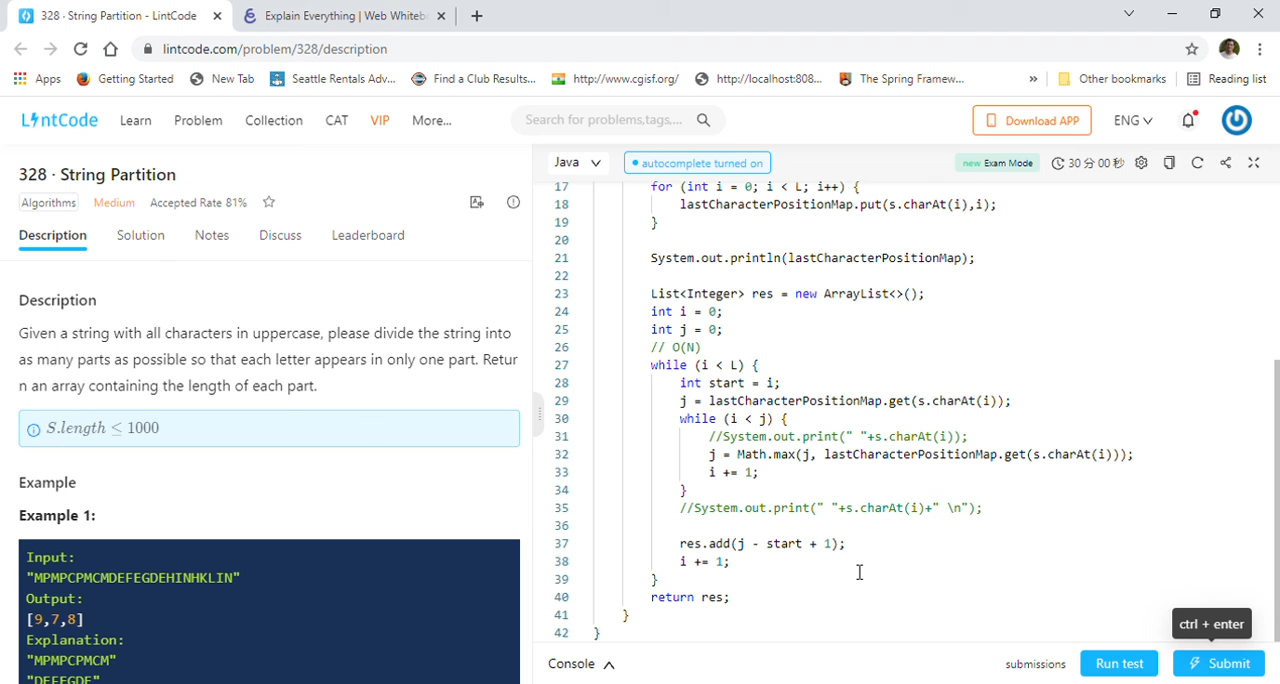 328 · String Partition - LintCode
Explain Everything | Web Whitebo
lintcode.com/problem/328/description
Apps Getting Started New Tab Seattle Rentals Adv... Find a Club Results... http://www.cgisf.org/ http://localhost:808... The Spring Framew... » Other bookmarks Reading list
LintCode Learn Problem Collection CAT VIP More... Search for problems,tags,... Download APP ENG
328 · String Partition
Algorithms Medium Accepted Rate 81%
Description Solution Notes Discuss Leaderboard
Description
Given a string with all characters in uppercase, please divide the string into
as many parts as possible so that each letter appears in only one part. Retur
n an array containing the length of each part.
S.length ≤ 1000
Example
Example 1:
Input:
"MPMPCPMCMDEFEGDEHINHKLIN"
Output:
[9,7,8]
Explanation:
"MPMPCPMCM"
"DEFEGDE"
Java autocomplete turned on new Exam Mode 30 分 00 秒
17 for (int i = 0; i < L; i++) {
18 lastCharacterPositionMap.put(s.charAt(i),i);
19 }
20
21 System.out.println(lastCharacterPositionMap);
22
23 List<Integer> res = new ArrayList<>();
24 int i = 0;
25 int j = 0;
26 // O(N)
27 while (i < L) {
28 int start = i;
29 j = lastCharacterPositionMap.get(s.charAt(i));
30 while (i < j) {
31 //System.out.print(" "+s.charAt(i));
32 j = Math.max(j, lastCharacterPositionMap.get(s.charAt(i)));
33 i += 1;
34 }
35 //System.out.print(" "+s.charAt(i)+" \n");
36
37 res.add(j - start + 1);
38 i += 1;
39 }
40 return res;
41 }
42 }
ctrl + enter
Console submissions Run test Submit